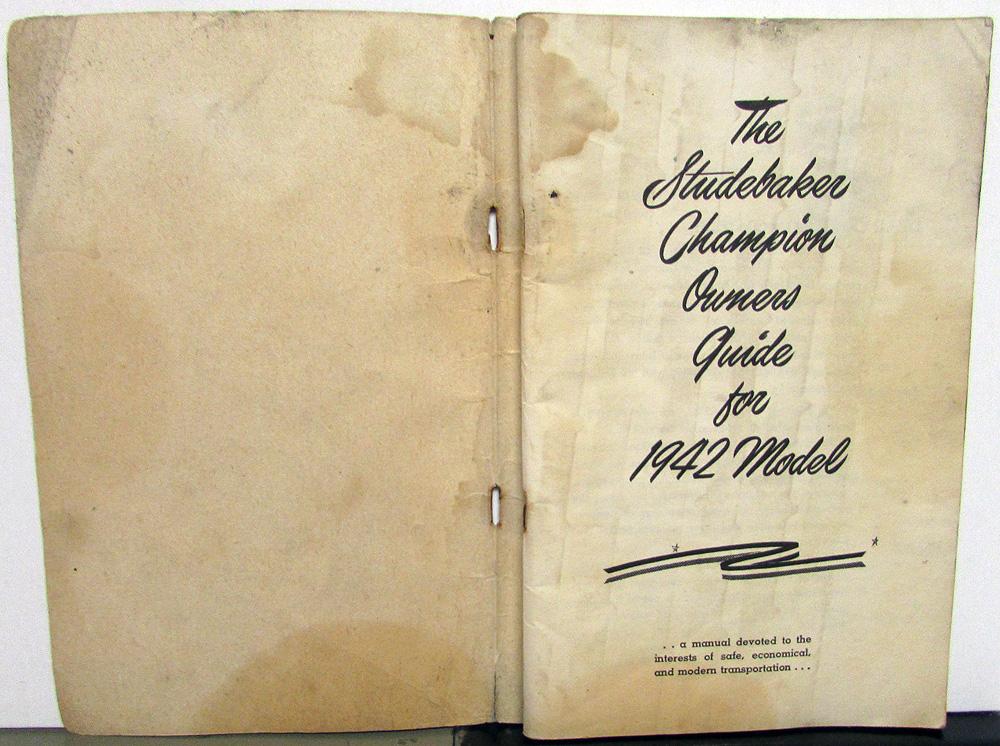 The
Studebaker
Champion
Owners
Guide
for
1942 Model
. . a manual devoted to the
interests of safe, economical,
and modern transportation . . .